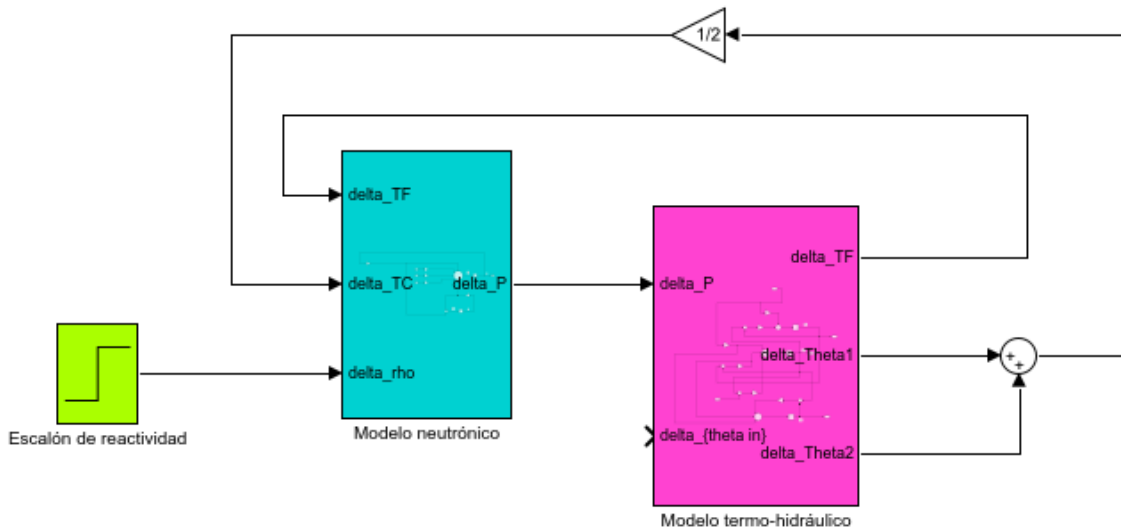 1/2
delta_TF
delta_TC
delta_P
delta_rho
Escalón de reactividad
Modelo neutrónico
delta_TF
delta_P
delta_Theta1
delta_{theta in}
delta_Theta2
Modelo termo-hidráulico
+
+